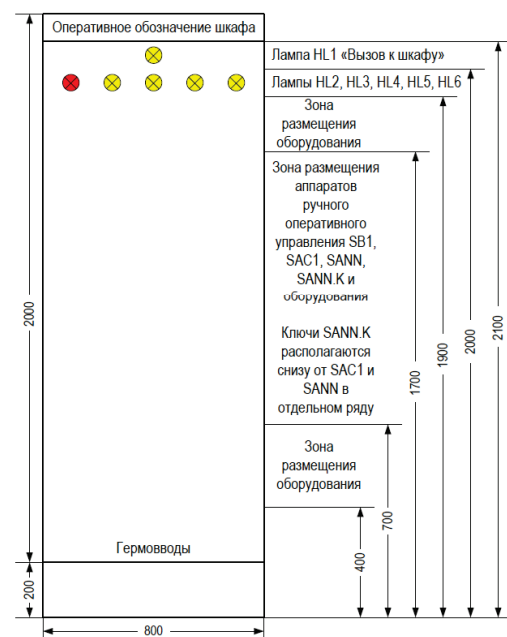 Оперативное обозначение шкафа
Лампа HL1 «Вызов к шкафу»
Лампы HL2, HL3, HL4, HL5, HL6
Зона
размещения
оборудования
Зона размещения
аппаратов
ручного
оперативного
управления SB1,
SAC1, SANN,
SANN.K и
оборудования
Ключи SANN.K
располагаются
снизу от SAC1 и
SANN в
отдельном ряду
Зона
размещения
оборудования
Гермовводы
2000
200
800
400
700
1700
1900
2000
2100